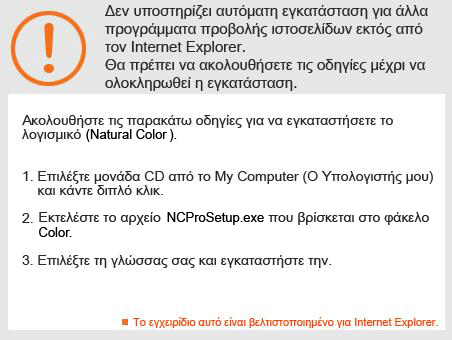 Δεν υποστηρίζει αυτόματη εγκατάσταση για άλλα
προγράμματα προβολής ιστοσελίδων εκτός από
τον Internet Explorer.
Θα πρέπει να ακολουθήσετε τις οδηγίες μέχρι να
ολοκληρωθεί η εγκατάσταση.
Ακολουθήστε τις παρακάτω οδηγίες για να εγκαταστήσετε το
λογισμικό (Natural Color ).
1. Επιλέξτε μονάδα CD από το My Computer (Ο Υπολογιστής μου)
και κάντε διπλό κλικ.
2. Εκτελέστε το αρχείο NCProSetup.exe που βρίσκεται στο φάκελο
Color.
3. Επιλέξτε τη γλώσσας σας και εγκαταστήστε την.
Το εγχειρίδιο αυτό είναι βελτιστοποιημένο για Internet Explorer.